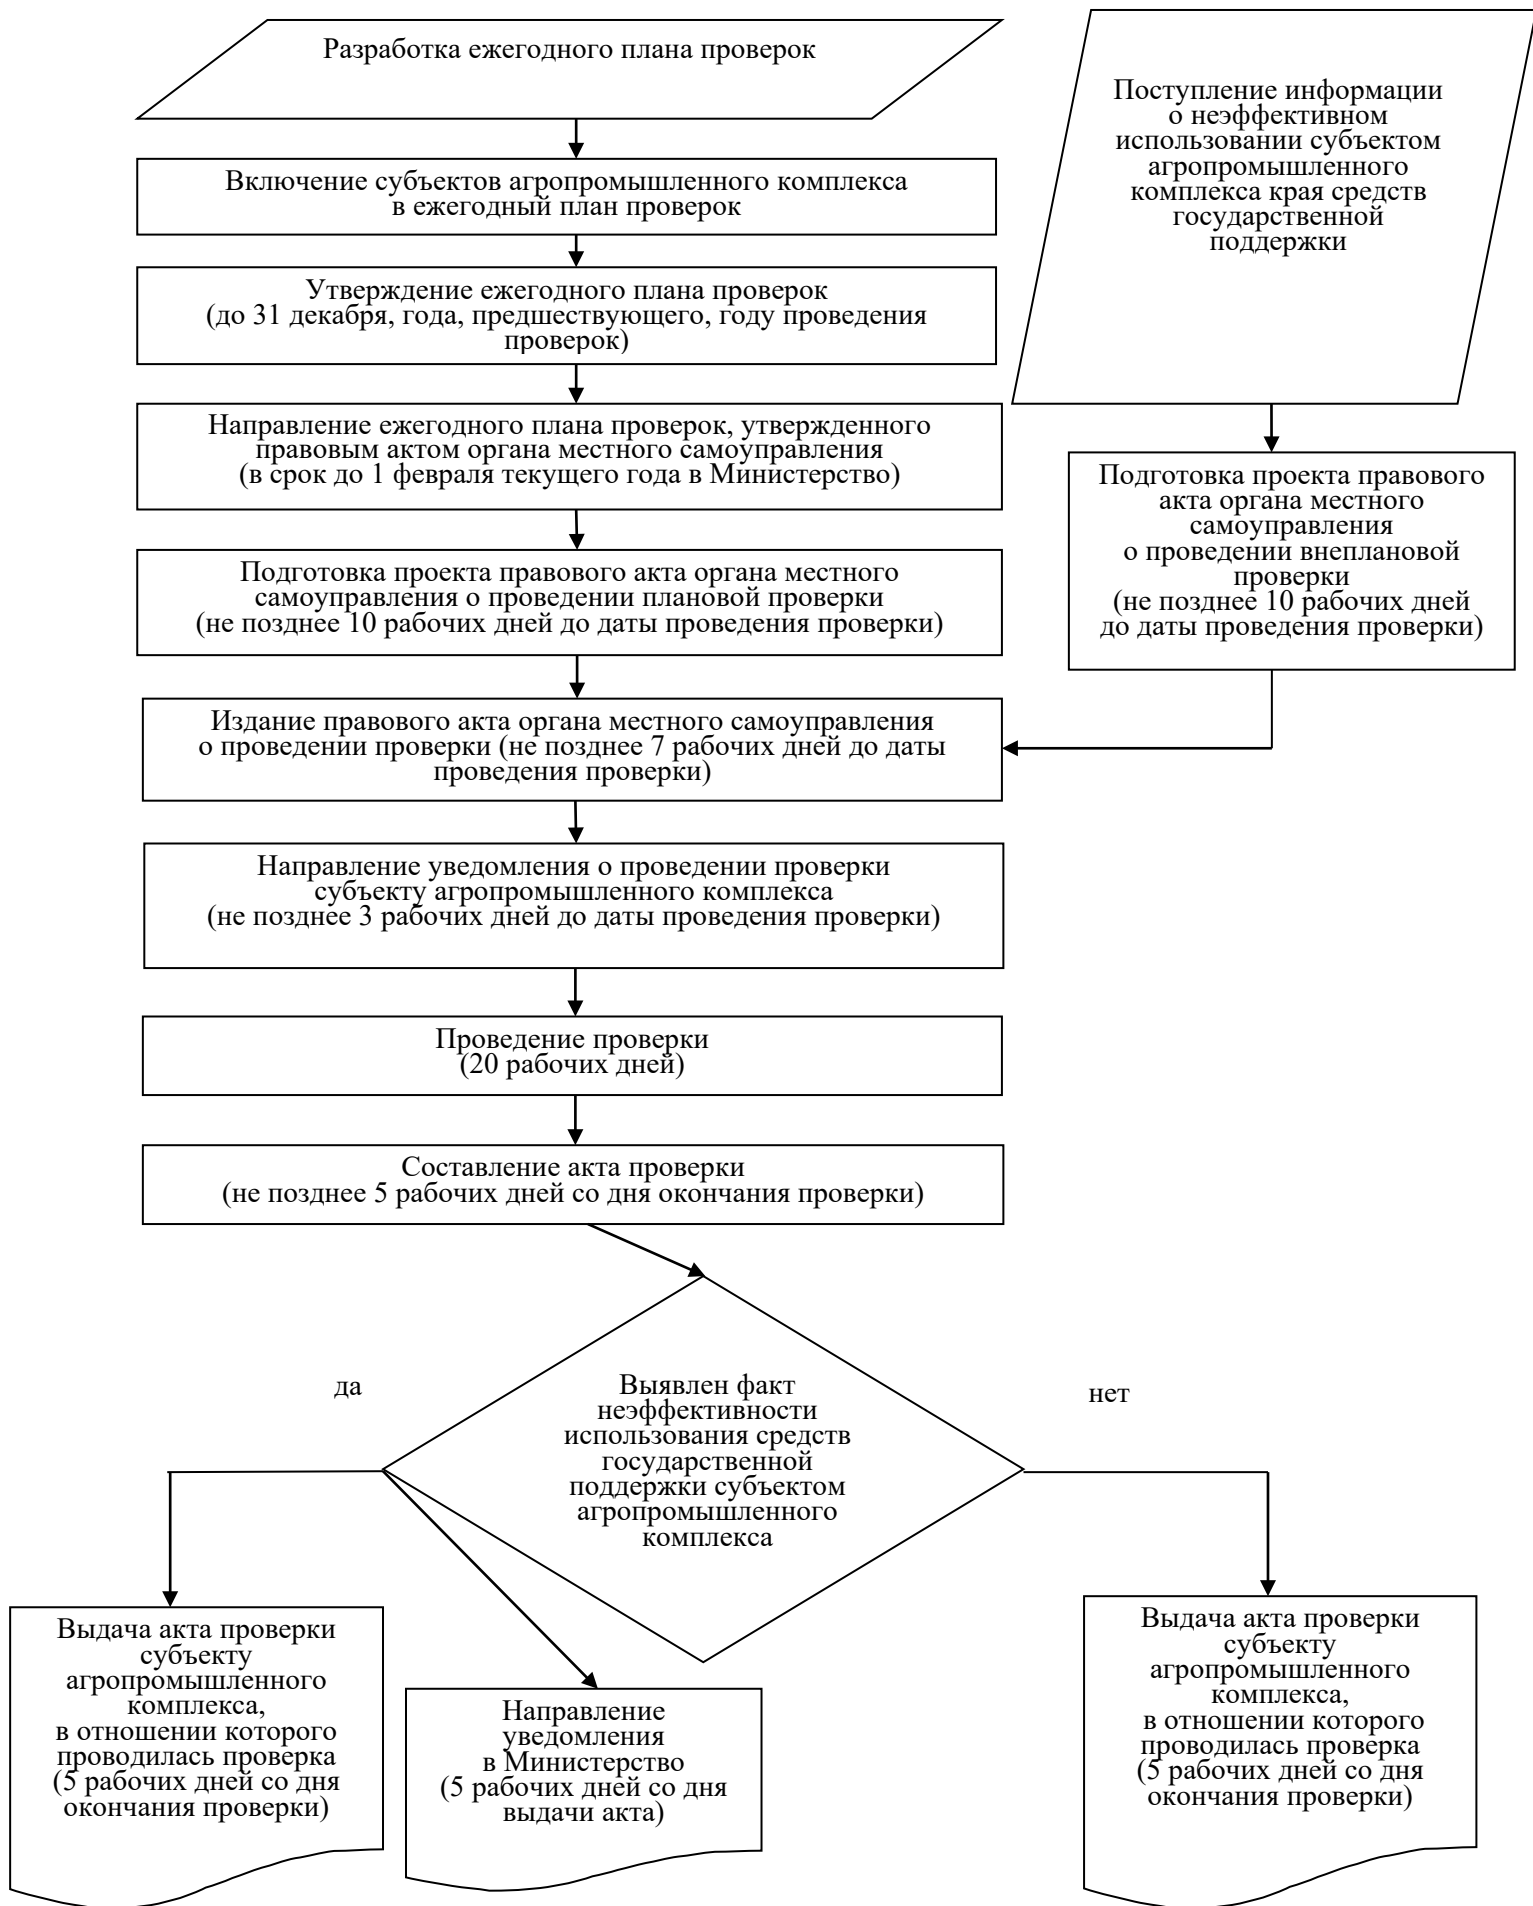 Разработка ежегодного плана проверок
Поступление информации
о неэффективном
использовании субъектом
агропромышленного
комплекса края средств
государственной
поддержки
Включение субъектов агропромышленного комплекса
в ежегодный план проверок
Утверждение ежегодного плана проверок
(до 31 декабря, года, предшествующего, году проведения
проверок)
Направление ежегодного плана проверок, утвержденного
правовым актом органа местного самоуправления
(в срок до 1 февраля текущего года в Министерство)
Подготовка проекта правового
акта органа местного
самоуправления
о проведении внеплановой
проверки
(не позднее 10 рабочих дней
до даты проведения проверки)
Подготовка проекта правового акта органа местного
самоуправления о проведении плановой проверки
(не позднее 10 рабочих дней до даты проведения проверки)
Издание правового акта органа местного самоуправления
о проведении проверки (не позднее 7 рабочих дней до даты
проведения проверки)
Направление уведомления о проведении проверки
субъекту агропромышленного комплекса
(не позднее 3 рабочих дней до даты проведения проверки)
Проведение проверки
(20 рабочих дней)
Составление акта проверки
(не позднее 5 рабочих дней со дня окончания проверки)
да
Выявлен факт
неэффективности
использования средств
государственной
поддержки субъектом
агропромышленного
комплекса
нет
Выдача акта проверки
субъекту
агропромышленного
комплекса,
в отношении которого
проводилась проверка
(5 рабочих дней со дня
окончания проверки)
Направление
уведомления
в Министерство
(5 рабочих дней со дня
выдачи акта)
Выдача акта проверки
субъекту
агропромышленного
комплекса,
в отношении которого
проводилась проверка
(5 рабочих дней со дня
окончания проверки)